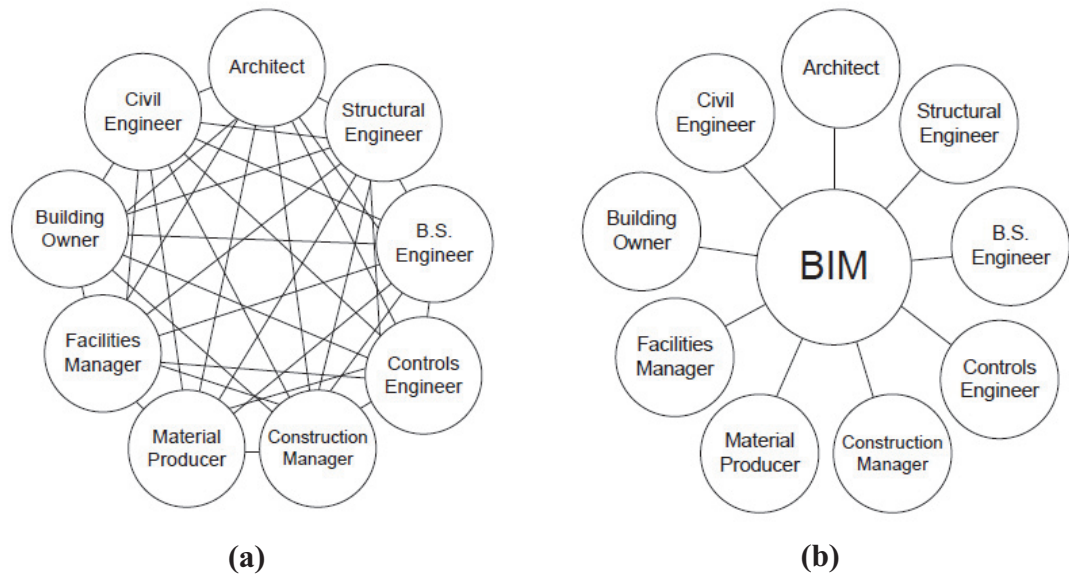 Architect
Civil
Engineer
Structural
Engineer
Building
Owner
B.S.
Engineer
Facilities
Manager
Controls
Engineer
Material
Producer
Construction
Manager
(a)
Architect
Civil
Engineer
Structural
Engineer
Building
Owner
BIM
B.S.
Engineer
Facilities
Manager
Controls
Engineer
Material
Producer
Construction
Manager
(b)